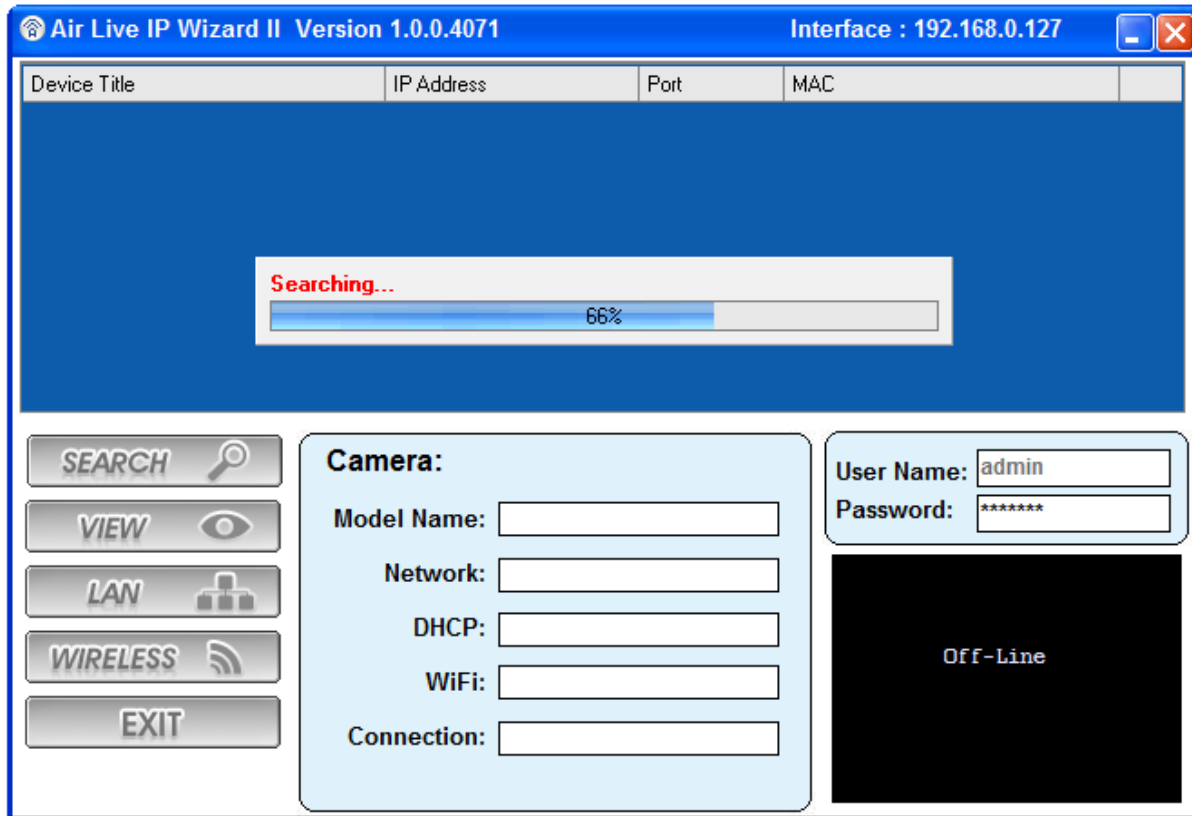 Air Live IP Wizard II Version 1.0.0.4071 Interface : 192.168.0.127
Device Title IP Address Port MAC
Searching...
66%
SEARCH
VIEW
LAN
WIRELESS
EXIT
Camera:
Model Name:
Network:
DHCP:
WiFi:
Connection:
User Name: admin
Password: *******
Off-Line